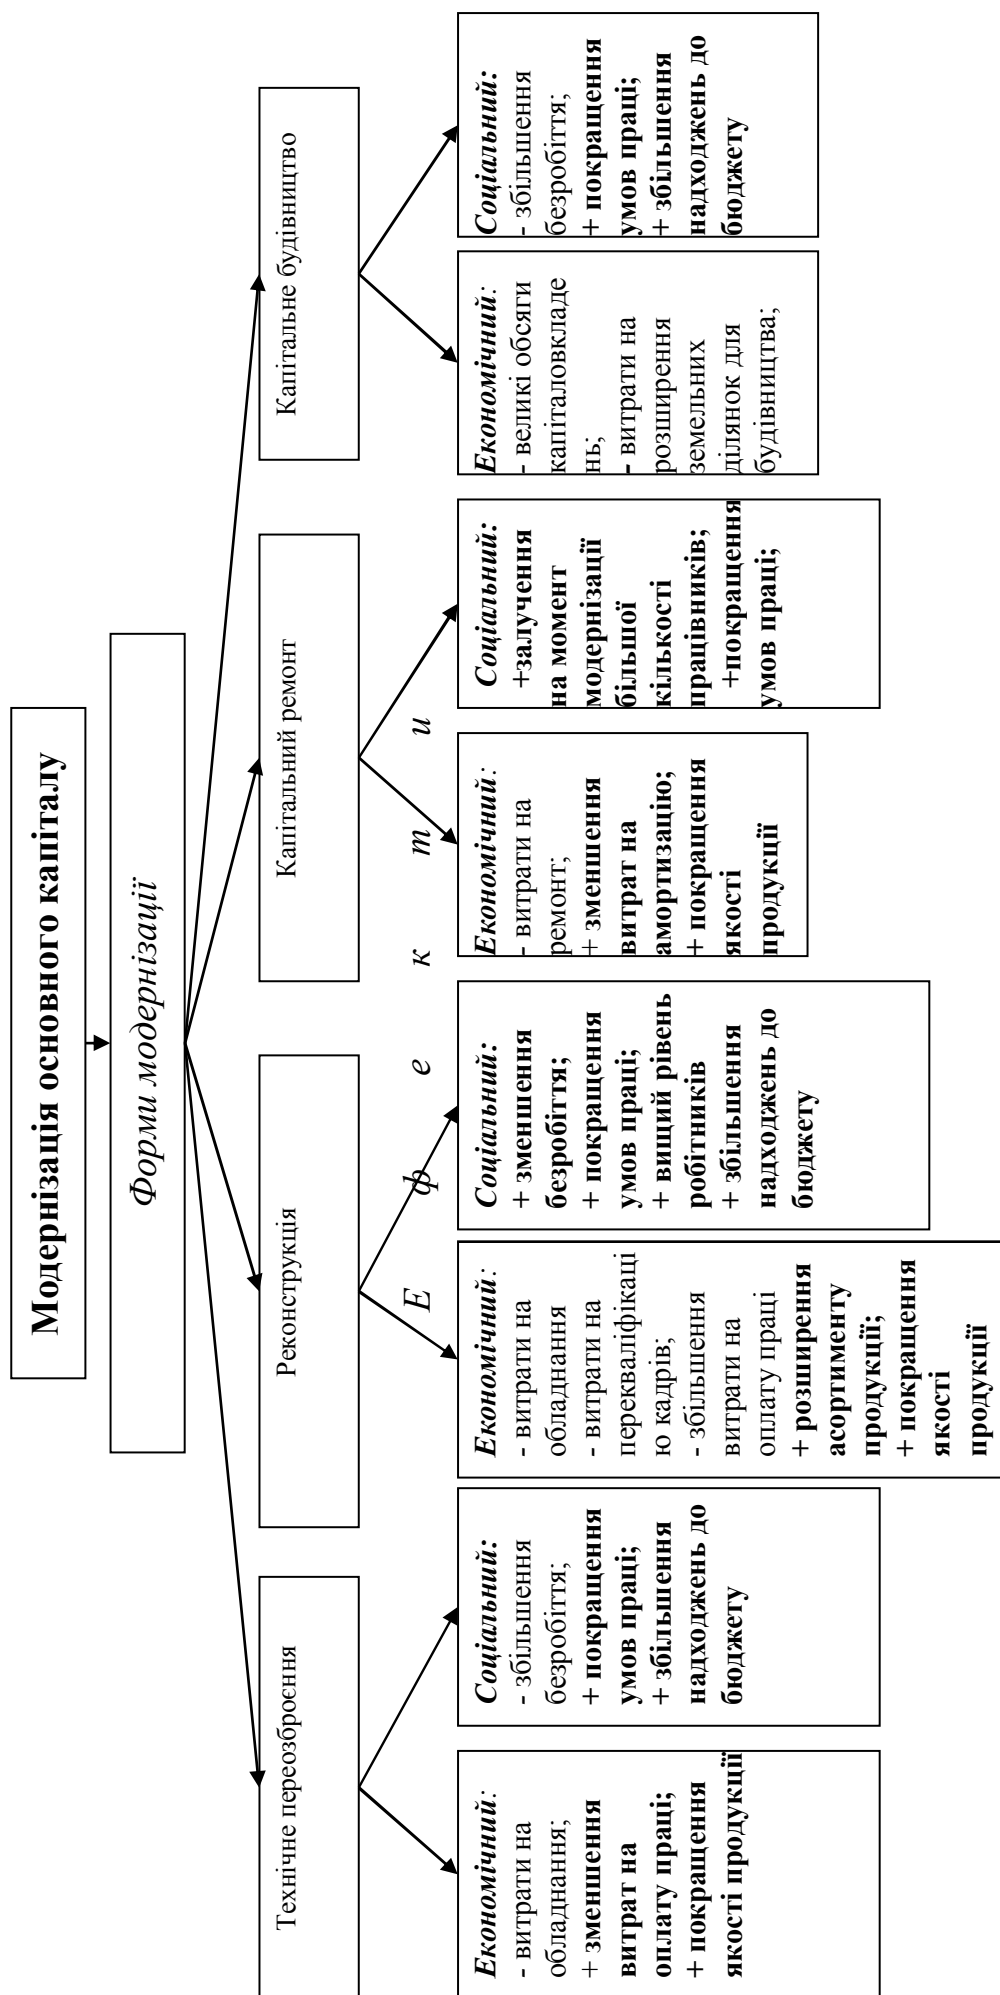 Модернізація основного капіталу
Форми модернізації
Технічне переозброєння
Реконструкція
Капітальний ремонт
Капітальне будівництво
Е ф е к т и
Економічний:
- витрати на
обладнання;
+ зменшення
витрат на
оплату праці;
+ покращення
якості продукції
Соціальний:
- збільшення
безробіття;
+ покращення
умов праці;
+ збільшення
надходжень до
бюджету
Економічний:
- витрати на
обладнання
- витрати на
перекваліфікаці
ю кадрів;
- збільшення
витрати на
оплату праці
+ розширення
асортименту
продукції;
+ покращення
якості
продукції
Соціальний:
+ зменшення
безробіття;
+ покращення
умов праці;
+ вищий рівень
робітників
+ збільшення
надходжень до
бюджету
Економічний:
- витрати на
ремонт;
+ зменшення
витрат на
амортизацію;
+ покращення
якості
продукції
Соціальний:
+залучення
на момент
модернізації
більшої
кількості
працівників;
+покращення
умов праці;
Економічний:
- великі обсяги
капіталовкладе
нь;
- витрати на
розширення
земельних
ділянок для
будівництва;
Соціальний:
- збільшення
безробіття;
+ покращення
умов праці;
+ збільшення
надходжень до
бюджету